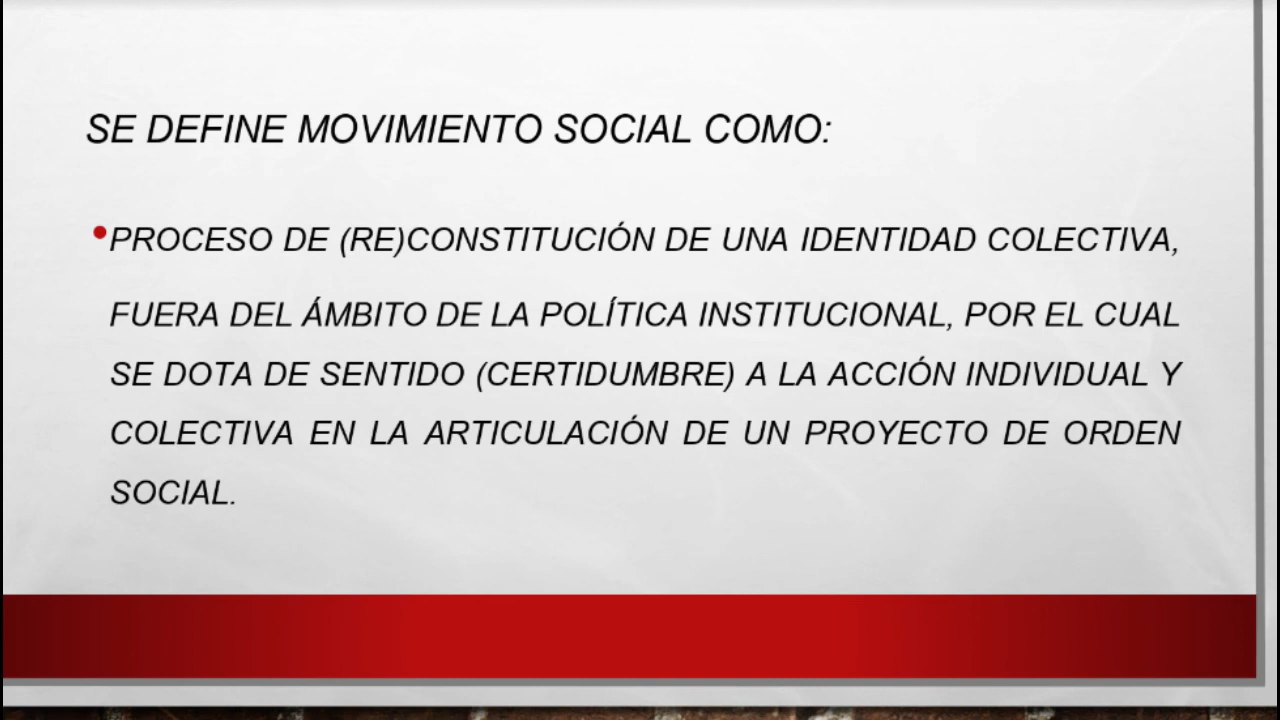 SE DEFINE MOVIMIENTO SOCIAL COMO:
•PROCESO DE (RE)CONSTITUCIÓN DE UNA IDENTIDAD COLECTIVA,
FUERA DEL ÁMBITO DE LA POLÍTICA INSTITUCIONAL, POR EL CUAL
SE DOTA DE SENTIDO (CERTIDUMBRE) A LA ACCIÓN INDIVIDUAL Y
COLECTIVA EN LA ARTICULACIÓN DE UN PROYECTO DE ORDEN
SOCIAL.